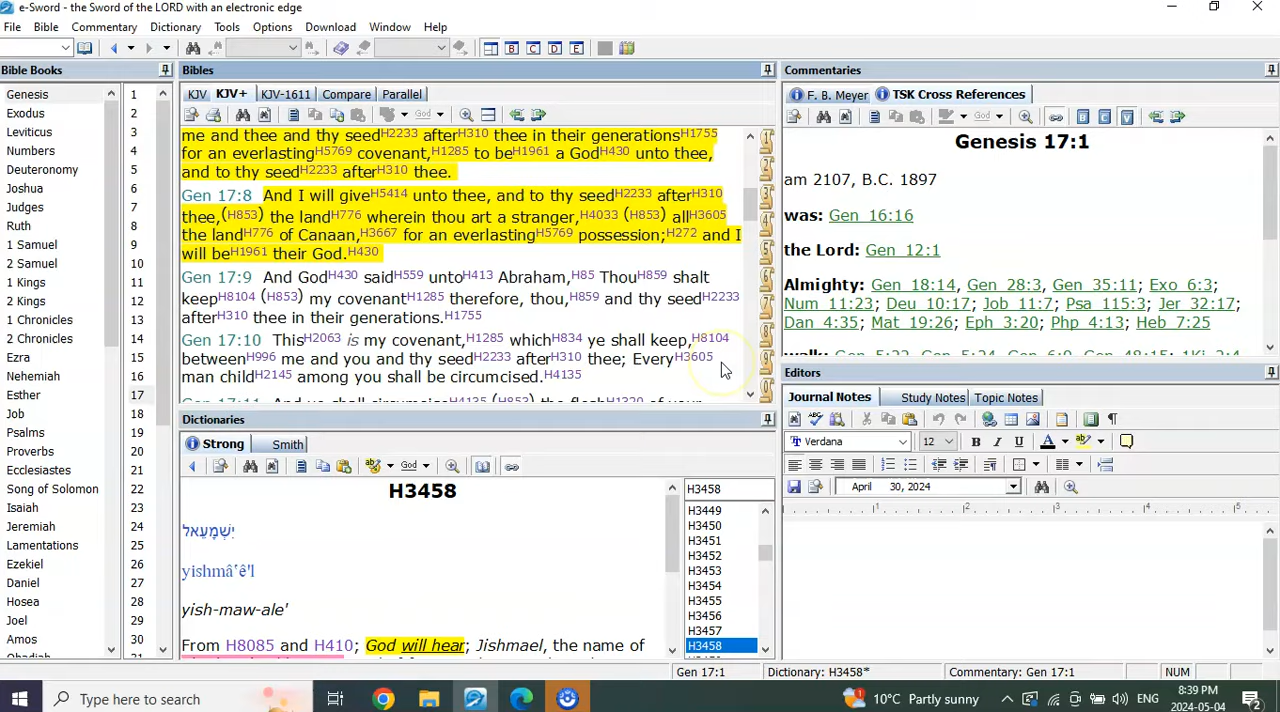 e-Sword - the Sword of the LORD with an electronic edge
File Bible Commentary Dictionary Tools Options Download Window Help
B C D E
Bible Books
Genesis 1
Exodus 2
Leviticus 3
Numbers 4
Deuteronomy 5
Joshua 6
Judges 7
Ruth 8
1 Samuel 9
2 Samuel 10
1 Kings 11
2 Kings 12
1 Chronicles 13
2 Chronicles 14
Ezra 15
Nehemiah 16
Esther 17
Job 18
Psalms 19
Proverbs 20
Ecclesiastes 21
Song of Solomon 22
Isaiah 23
Jeremiah 24
Lamentations 25
Ezekiel 26
Daniel 27
Hosea 28
Joel 29
Amos 30
Bibles
KJV KJV+ KJV-1611 Compare Parallel
God
me and thee and thy seedH2233 afterH310 thee in their generationsH1755
for an everlastingH5769 covenant,H1285 to beH1961 a GodH430 unto thee,
and to thy seedH2233 afterH310 thee.
Gen 17:8 And I will giveH5414 unto thee, and to thy seedH2233 afterH310
thee,(H853) the landH776 wherein thou art a stranger,H4033 (H853) allH3605
the landH776 of Canaan,H3667 for an everlastingH5769 possession;H272 and I
will beH1961 their God.H430
Gen 17:9 And GodH430 saidH559 untoH413 Abraham,H85 ThouH859 shalt
keepH8104 (H853) my covenantH1285 therefore, thou,H859 and thy seedH2233
afterH310 thee in their generations.H1755
Gen 17:10 ThisH2063 is my covenant,H1285 whichH834 ye shall keep,H8104
betweenH996 me and you and thy seedH2233 afterH310 thee; EveryH3605
man childH2145 among you shall be circumcised.H4135
Dictionaries
Strong Smith
God
H3458
יִשְׁמָעֵאל
yishmâ‛ê'l
yish-maw-ale'
From H8085 and H410; God will hear; Jishmael, the name of
H3458
H3449
H3450
H3451
H3452
H3453
H3454
H3455
H3456
H3457
H3458
Commentaries
F. B. Meyer TSK Cross References
God
Genesis 17:1
am 2107, B.C. 1897
was: Gen 16:16
the Lord: Gen 12:1
Almighty: Gen 18:14, Gen 28:3, Gen 35:11; Exo 6:3;
Num 11:23; Deu 10:17; Job 11:7; Psa 115:3; Jer 32:17;
Dan 4:35; Mat 19:26; Eph 3:20; Php 4:13; Heb 7:25
Editors
Journal Notes Study Notes Topic Notes
Verdana 12 B I U A
April 30, 2024
1 2 3 4 5
Gen 17:1 Dictionary: H3458* Commentary: Gen 17:1 NUM
Type here to search
10°C Partly sunny ENG 8:39 PM
2024-05-04 2